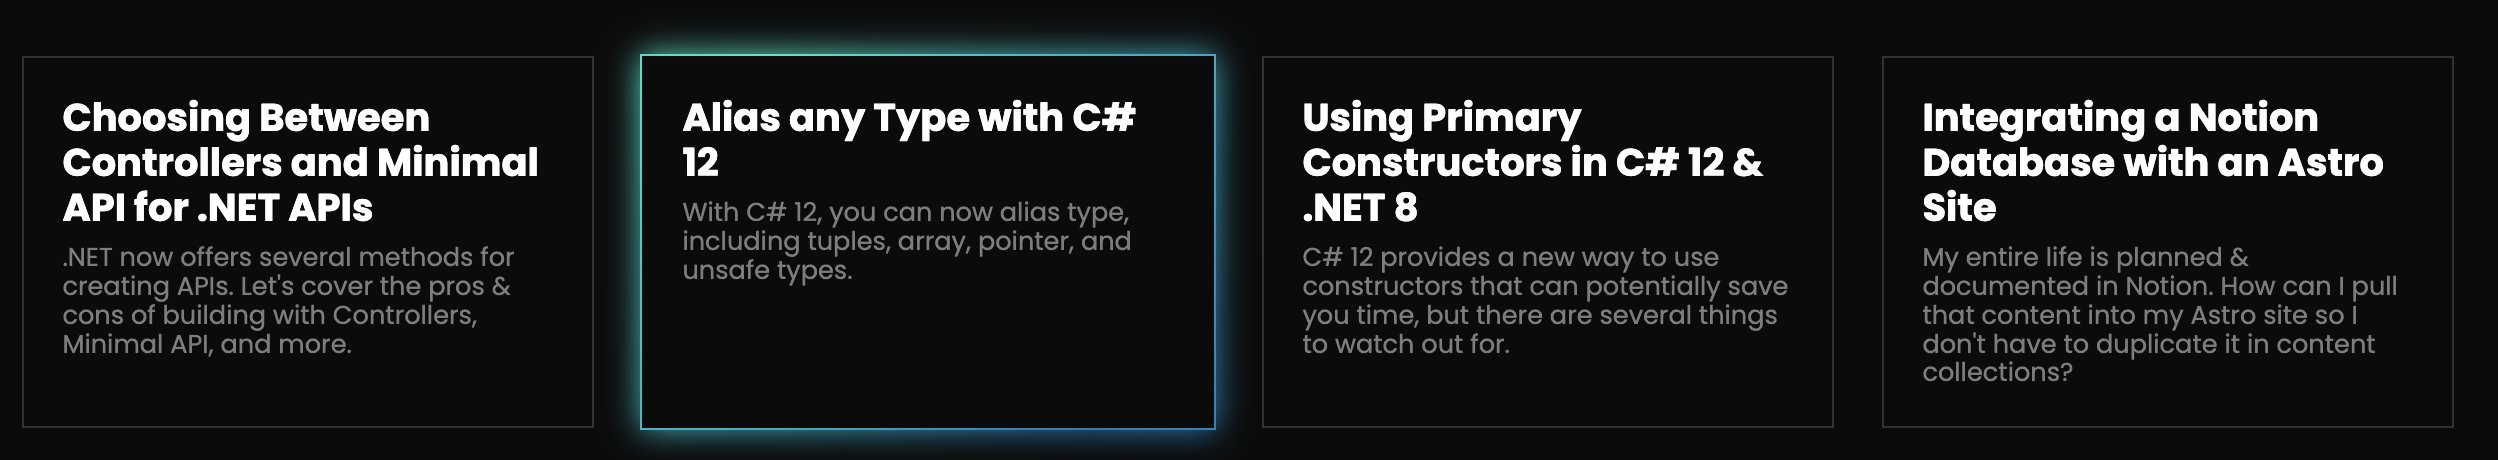 Choosing Between
Controllers and Minimal
API for .NET APIs
.NET now offers several methods for
creating APIs. Let's cover the pros &
cons of building with Controllers,
Minimal API, and more.
Alias any Type with C#
12
With C# 12, you can now alias type,
including tuples, array, pointer, and
unsafe types.
Using Primary
Constructors in C# 12 &
.NET 8
C# 12 provides a new way to use
constructors that can potentially save
you time, but there are several things
to watch out for.
Integrating a Notion
Database with an Astro
Site
My entire life is planned &
documented in Notion. How can I pull
that content into my Astro site so I
don't have to duplicate it in content
collections?